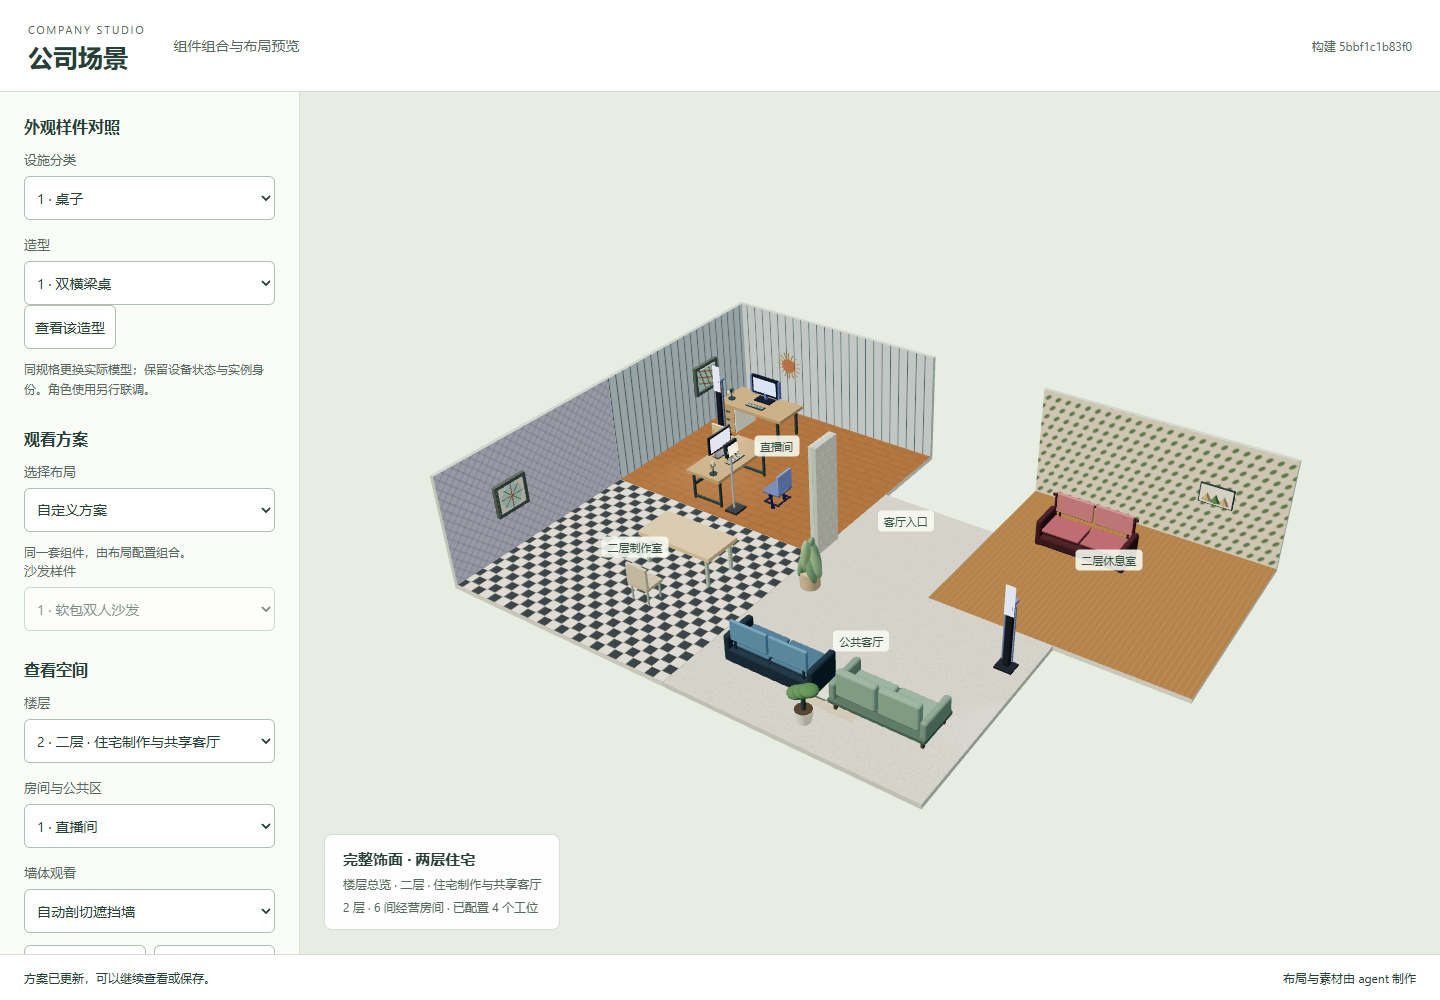 COMPANY STUDIO
公司场景
组件组合与布局预览
构建 5bbf1c1b83f0
外观样件对照
设施分类
1 · 桌子
造型
1 · 双横梁桌
查看该造型
同规格更换实际模型；保留设备状态与实例身
份。角色使用另行联调。
观看方案
选择布局
自定义方案
同一套组件，由布局配置组合。
沙发样件
1 · 软包双人沙发
查看空间
楼层
2 · 二层 · 住宅制作与共享客厅
房间与公共区
1 · 直播间
墙体观看
自动剖切遮挡墙
直播间
客厅入口
二层制作室
二层休息室
公共客厅
完整饰面 · 两层住宅
楼层总览 · 二层 · 住宅制作与共享客厅
2 层 · 6 间经营房间 · 已配置 4 个工位
方案已更新，可以继续查看或保存。
布局与素材由 agent 制作